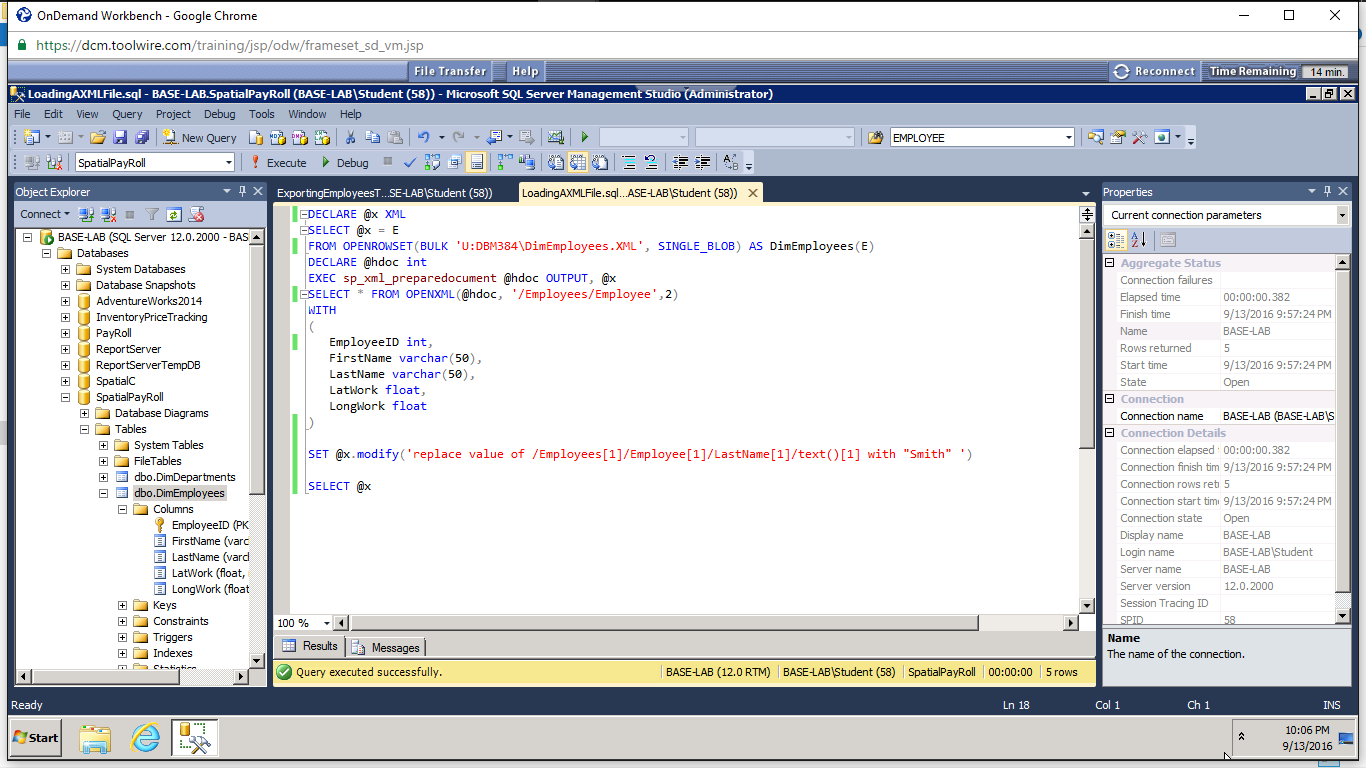 OnDemand Workbench - Google Chrome
https://dcm.toolwire.com/training/jsp/odw/frameset_sd_vm.jsp
File Transfer Help Reconnect Time Remaining 14 min.
LoadingAXMLFile.sql - BASE-LAB.SpatialPayRoll (BASE-LAB\Student (58)) - Microsoft SQL Server Management Studio (Administrator)
File Edit View Query Project Debug Tools Window Help
New Query EMPLOYEE
SpatialPayRoll Execute Debug
Object Explorer
Connect
BASE-LAB (SQL Server 12.0.2000 - BAS
Databases
System Databases
Database Snapshots
AdventureWorks2014
InventoryPriceTracking
PayRoll
ReportServer
ReportServerTempDB
SpatialC
SpatialPayRoll
Database Diagrams
Tables
System Tables
FileTables
dbo.DimDepartments
dbo.DimEmployees
Columns
EmployeeID (PK
FirstName (varc
LastName (varc
LatWork (float,
LongWork (float
Keys
Constraints
Triggers
Indexes
Statistics
ExportingEmployeesT...SE-LAB\Student (58)) LoadingAXMLFile.sql...ASE-LAB\Student (58))
DECLARE @x XML
SELECT @x = E
FROM OPENROWSET(BULK 'U:DBM384\DimEmployees.XML', SINGLE_BLOB) AS DimEmployees(E)
DECLARE @hdoc int
EXEC sp_xml_preparedocument @hdoc OUTPUT, @x
SELECT * FROM OPENXML(@hdoc, '/Employees/Employee',2)
WITH
(
EmployeeID int,
FirstName varchar(50),
LastName varchar(50),
LatWork float,
LongWork float
)
SET @x.modify('replace value of /Employees[1]/Employee[1]/LastName[1]/text()[1] with "Smith" ')
SELECT @x
100 %
Results Messages
Query executed successfully. BASE-LAB (12.0 RTM) BASE-LAB\Student (58) SpatialPayRoll 00:00:00 5 rows
Properties
Current connection parameters
Aggregate Status
Connection failures
Elapsed time 00:00:00.382
Finish time 9/13/2016 9:57:24 PM
Name BASE-LAB
Rows returned 5
Start time 9/13/2016 9:57:24 PM
State Open
Connection
Connection name BASE-LAB (BASE-LAB\S
Connection Details
Connection elapsed 00:00:00.382
Connection finish tim 9/13/2016 9:57:24 PM
Connection rows retr 5
Connection start time 9/13/2016 9:57:24 PM
Connection state Open
Display name BASE-LAB
Login name BASE-LAB\Student
Server name BASE-LAB
Server version 12.0.2000
Session Tracing ID
SPID 58
Name
The name of the connection.
Ready Ln 18 Col 1 Ch 1 INS
Start
10:06 PM
9/13/2016